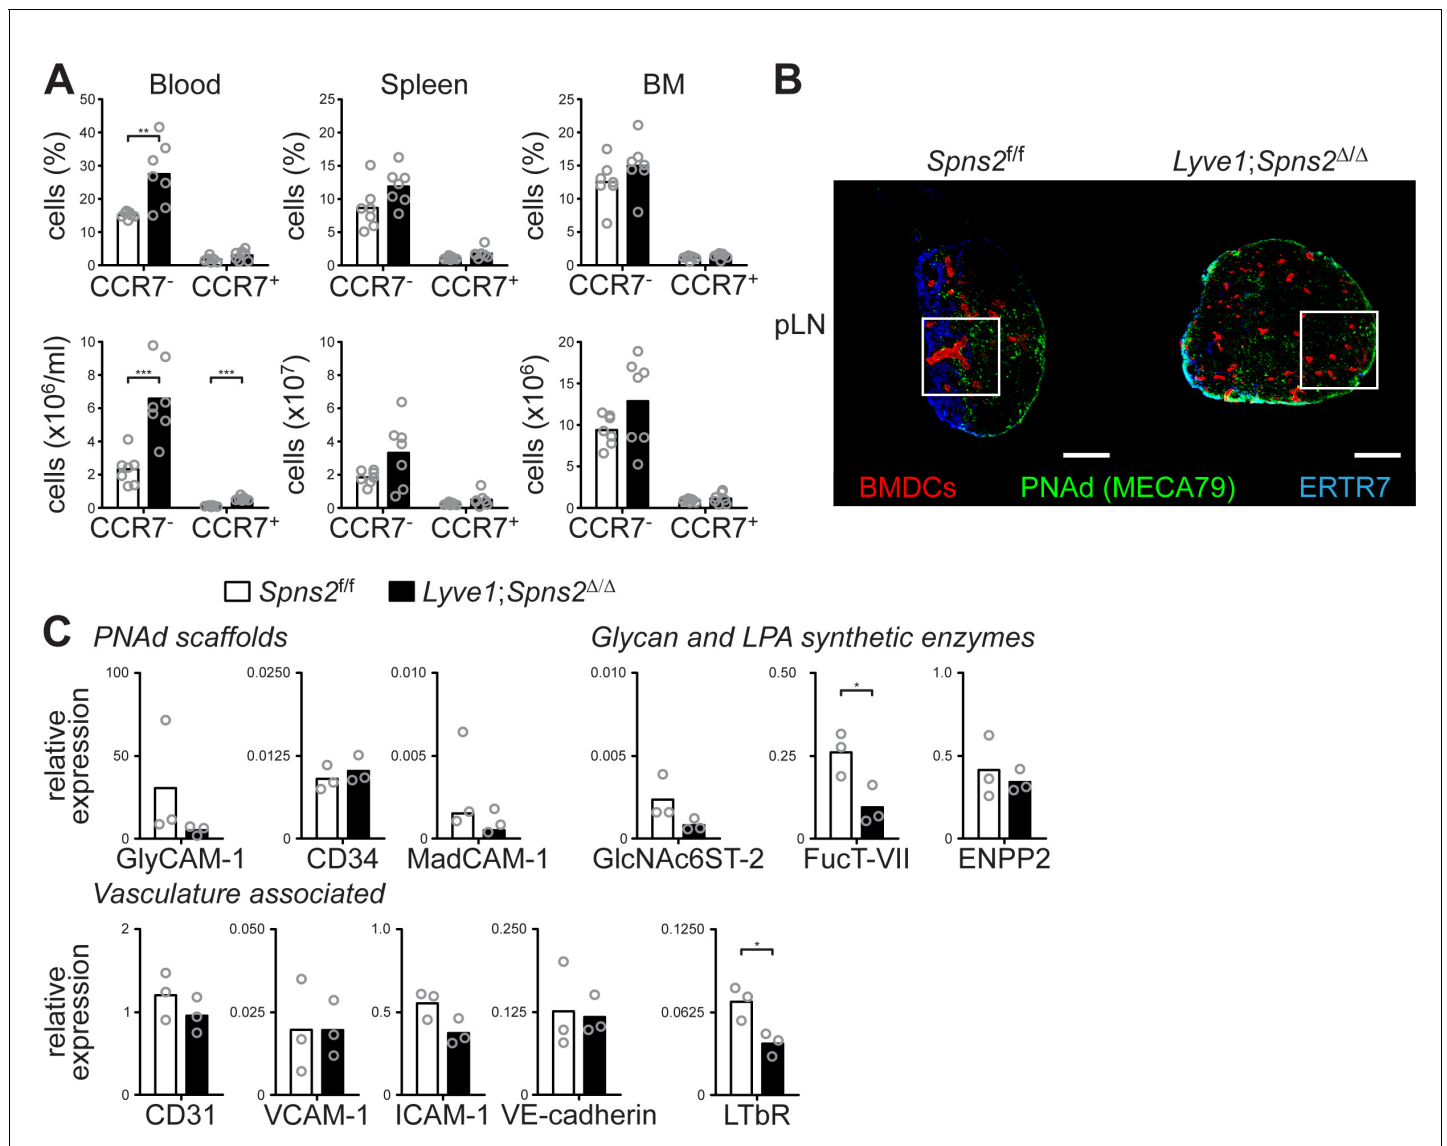 A
Blood
Spleen
BM
cells (%)
50
40
30
20
10
0
**
CCR7⁻ CCR7⁺
cells (%)
25
20
15
10
5
0
CCR7⁻ CCR7⁺
cells (%)
25
20
15
10
5
0
CCR7⁻ CCR7⁺
cells (x10⁶/ml)
10
8
6
4
2
0
***
***
CCR7⁻ CCR7⁺
cells (x10⁷)
10
8
6
4
2
0
CCR7⁻ CCR7⁺
cells (x10⁶)
20
15
10
5
0
CCR7⁻ CCR7⁺
Spns2ᶠ/ᶠ Lyve1;Spns2Δ/Δ
B
Spns2ᶠ/ᶠ Lyve1;Spns2Δ/Δ
pLN
BMDCs PNAd (MECA79) ERTR7
C
PNAd scaffolds
relative
expression
100
50
0
GlyCAM-1
0.0250
0.0125
0
CD34
0.010
0.005
0
MadCAM-1
Glycan and LPA synthetic enzymes
0.010
0.005
0
GlcNAc6ST-2
0.50
0.25
0
*
FucT-VII
1.0
0.5
0
ENPP2
Vasculature associated
relative
expression
2
1
0
CD31
0.050
0.025
0
VCAM-1
1.0
0.5
0
ICAM-1
0.250
0.125
0
VE-cadherin
0.1250
0.0625
0
*
LTbR